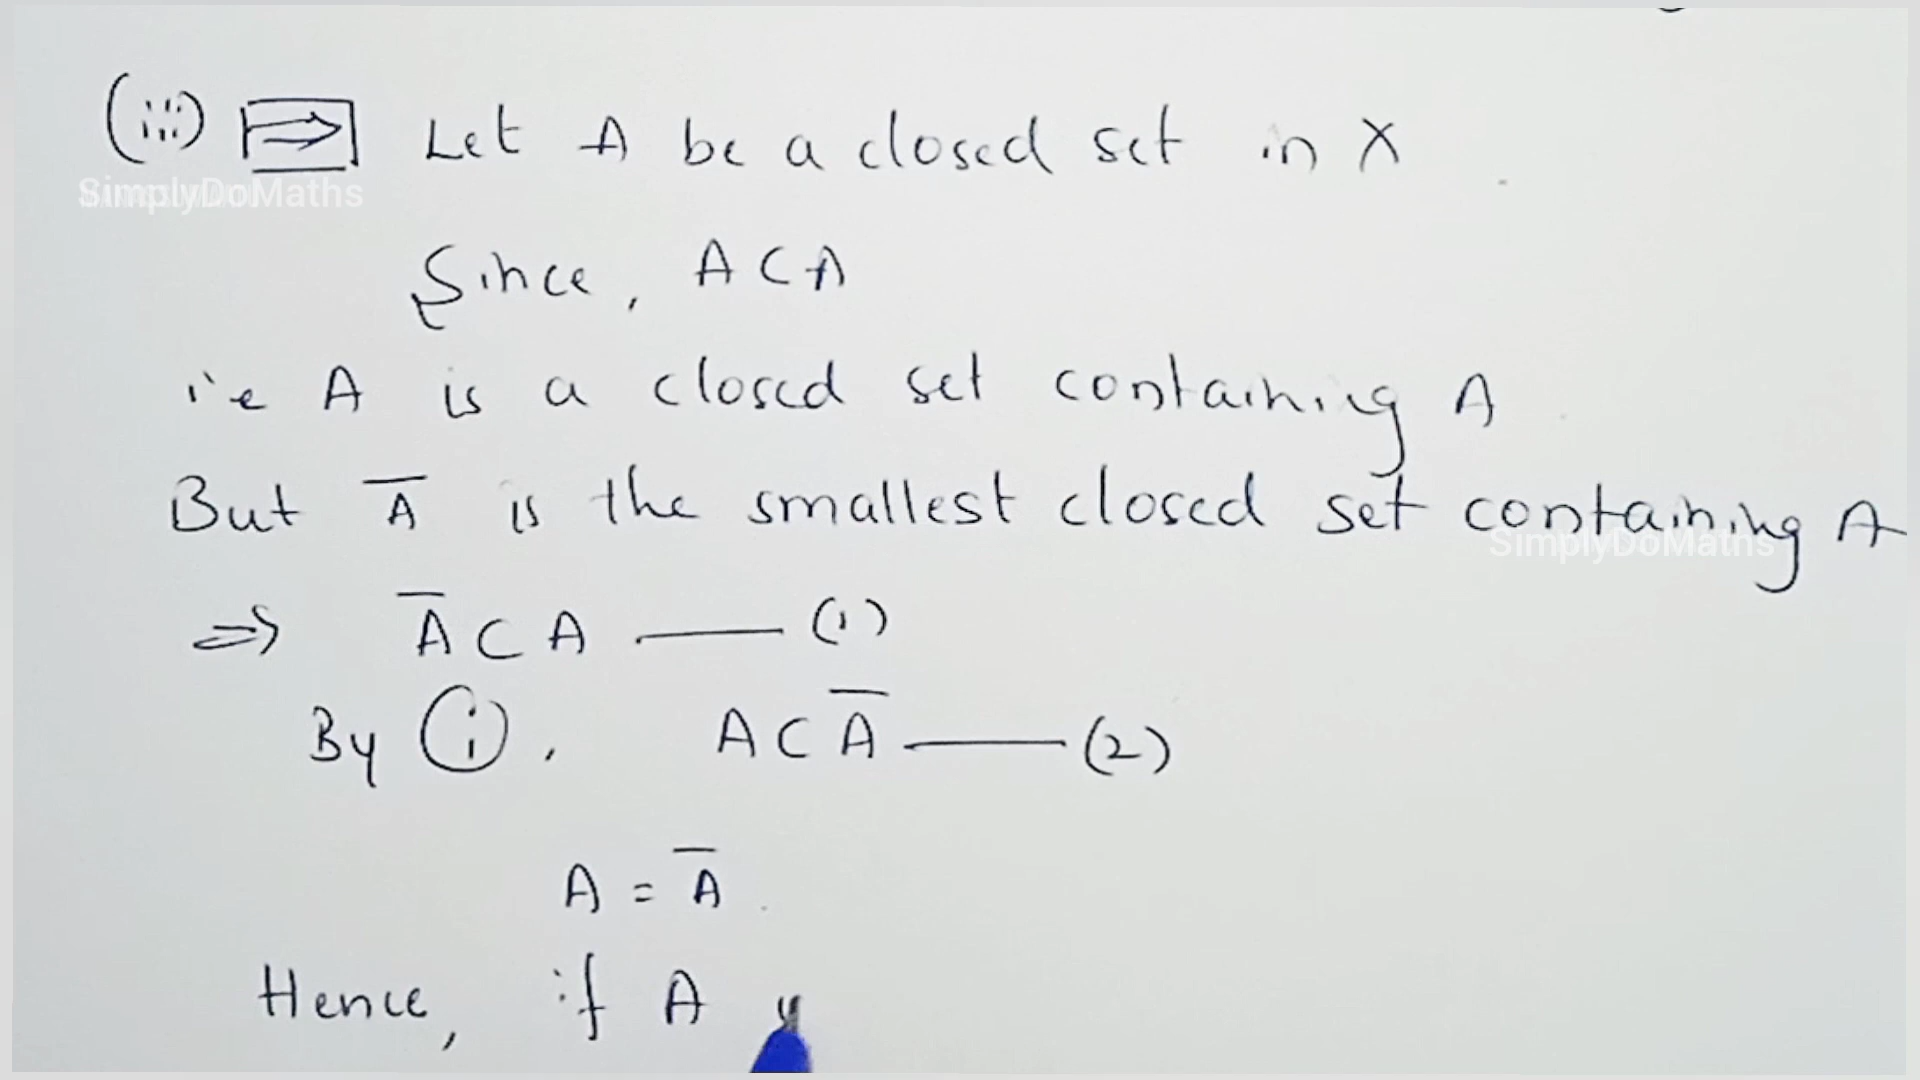 (iii) ⇒ Let A be a closed set in X
SimplyDoMaths
Since, A ⊂ A
i.e A is a closed set containing A
But A̅ is the smallest closed set containing A
SimplyDoMaths
⇒ A̅ ⊂ A —— (1)
By (i), A ⊂ A̅ —— (2)
A = A̅
Hence, if A